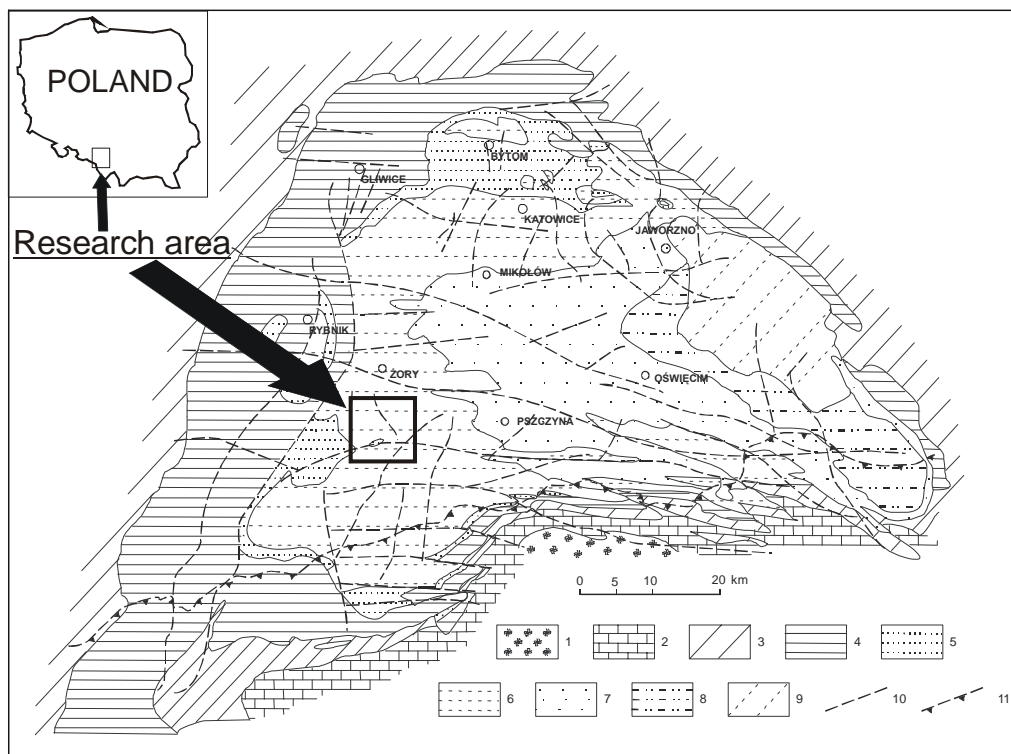 POLAND
Research area
BYTOM
GLIWICE
KATOWICE
JAWORZNO
MIKOŁÓW
RYBNIK
ŻORY
OŚWIĘCIM
PSZCZYNA
0 5 10 20 km
1 2 3 4 5
6 7 8 9 10 11